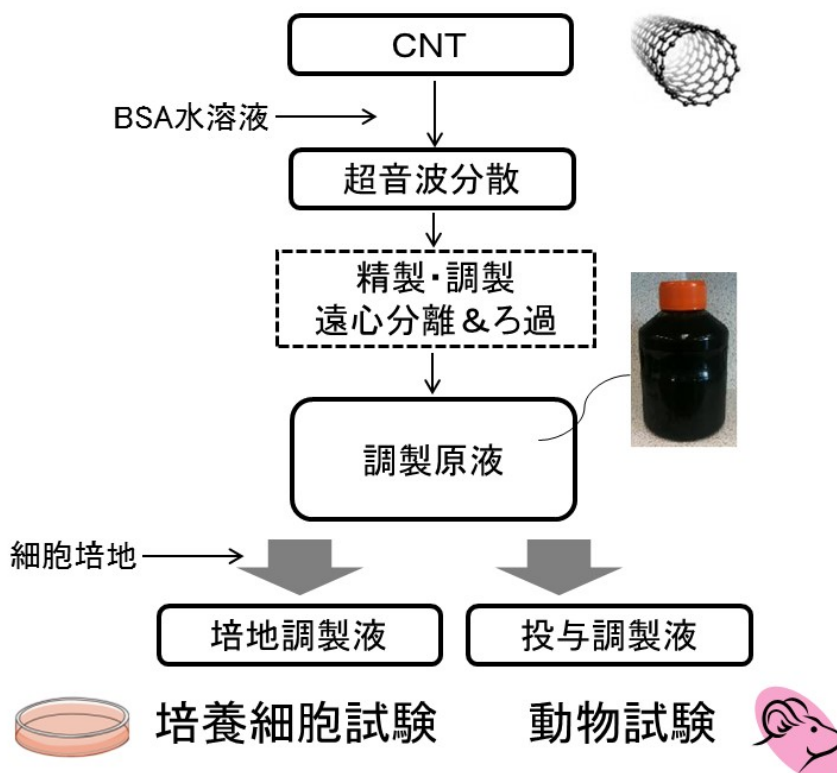 CNT
BSA水溶液
超音波分散
精製・調製
遠心分離&ろ過
調製原液
細胞培地
培地調製液
投与調製液
培養細胞試験
動物試験